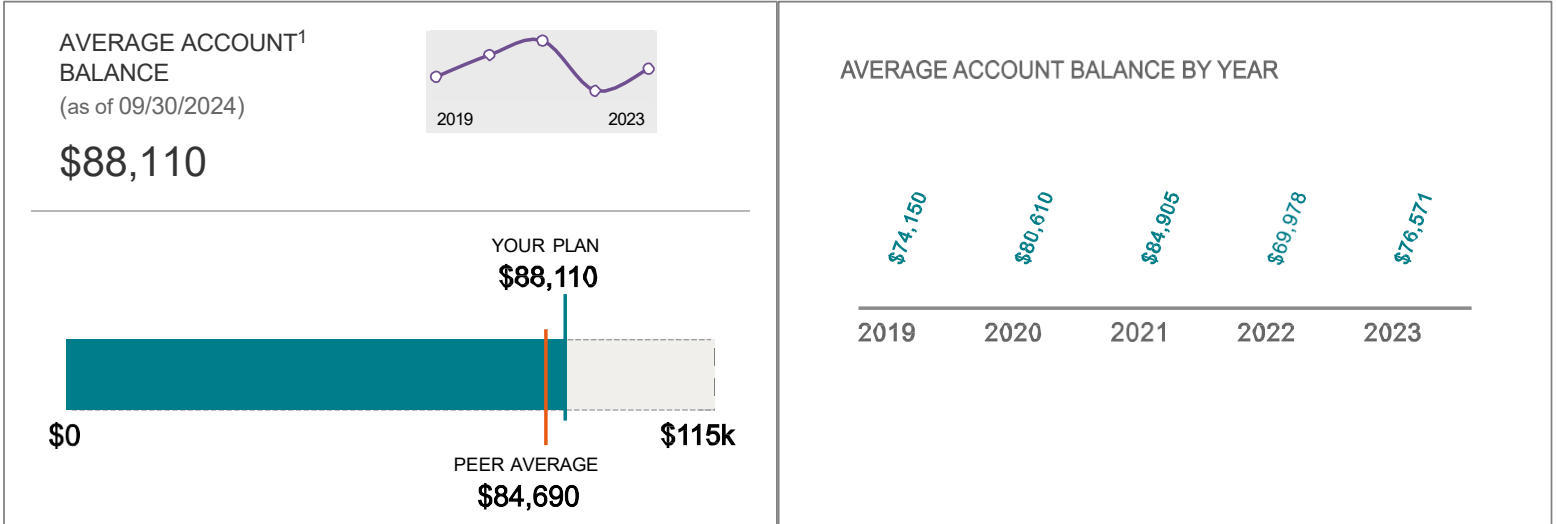 AVERAGE ACCOUNT¹
BALANCE
(as of 09/30/2024)
$88,110
2019 2023
YOUR PLAN
$88,110
$0 $115k
PEER AVERAGE
$84,690
AVERAGE ACCOUNT BALANCE BY YEAR
$74,150 $80,610 $84,905 $69,978 $76,571
2019 2020 2021 2022 2023